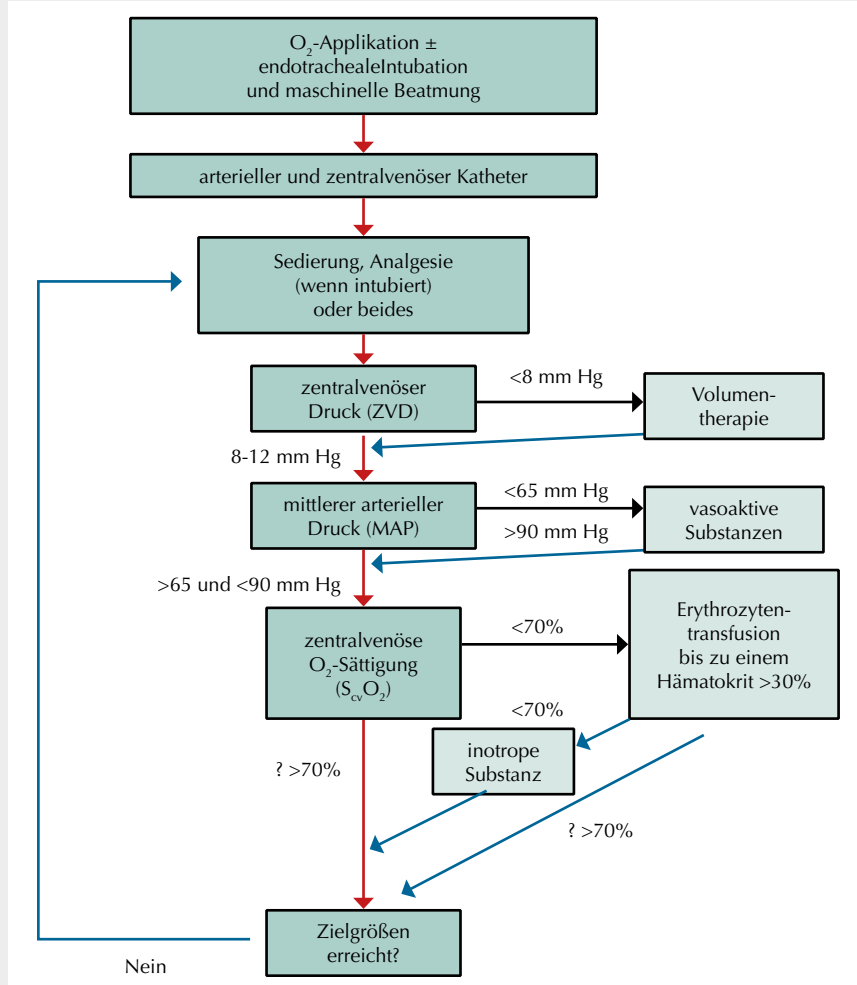 O₂-Applikation ±
endotrachealeIntubation
und maschinelle Beatmung
arterieller und zentralvenöser Katheter
Sedierung, Analgesie
(wenn intubiert)
oder beides
zentralvenöser
Druck (ZVD)
<8 mm Hg
Volumen-
therapie
8-12 mm Hg
mittlerer arterieller
Druck (MAP)
<65 mm Hg
>90 mm Hg
vasoaktive
Substanzen
>65 und <90 mm Hg
zentralvenöse
O₂-Sättigung
(ScvO₂)
<70%
Erythrozyten-
transfusion
bis zu einem
Hämatokrit >30%
<70%
inotrope
Substanz
? >70%
? >70%
Zielgrößen
erreicht?
Nein